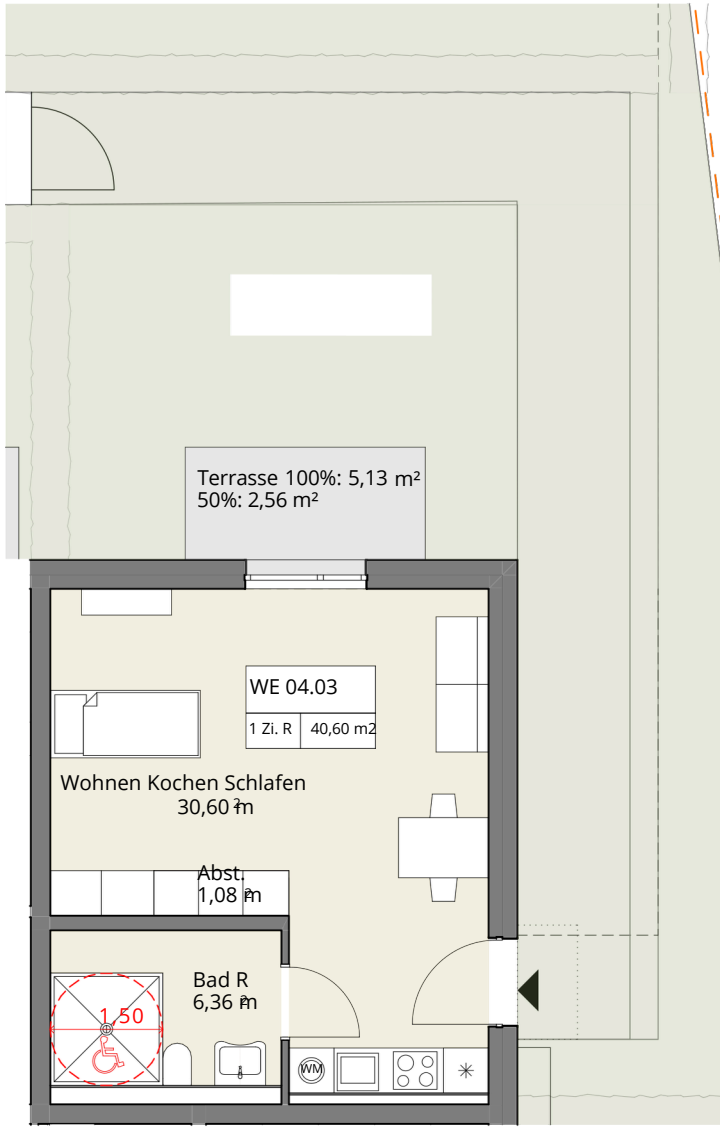 Terrasse 100%: 5,13 m²
50%: 2,56 m²
WE 04.03
1 Zi. R 40,60 m2
Wohnen Kochen Schlafen
30,60 m²
Abst.
1,08 m²
Bad R
6,36 m²
1,50
WM